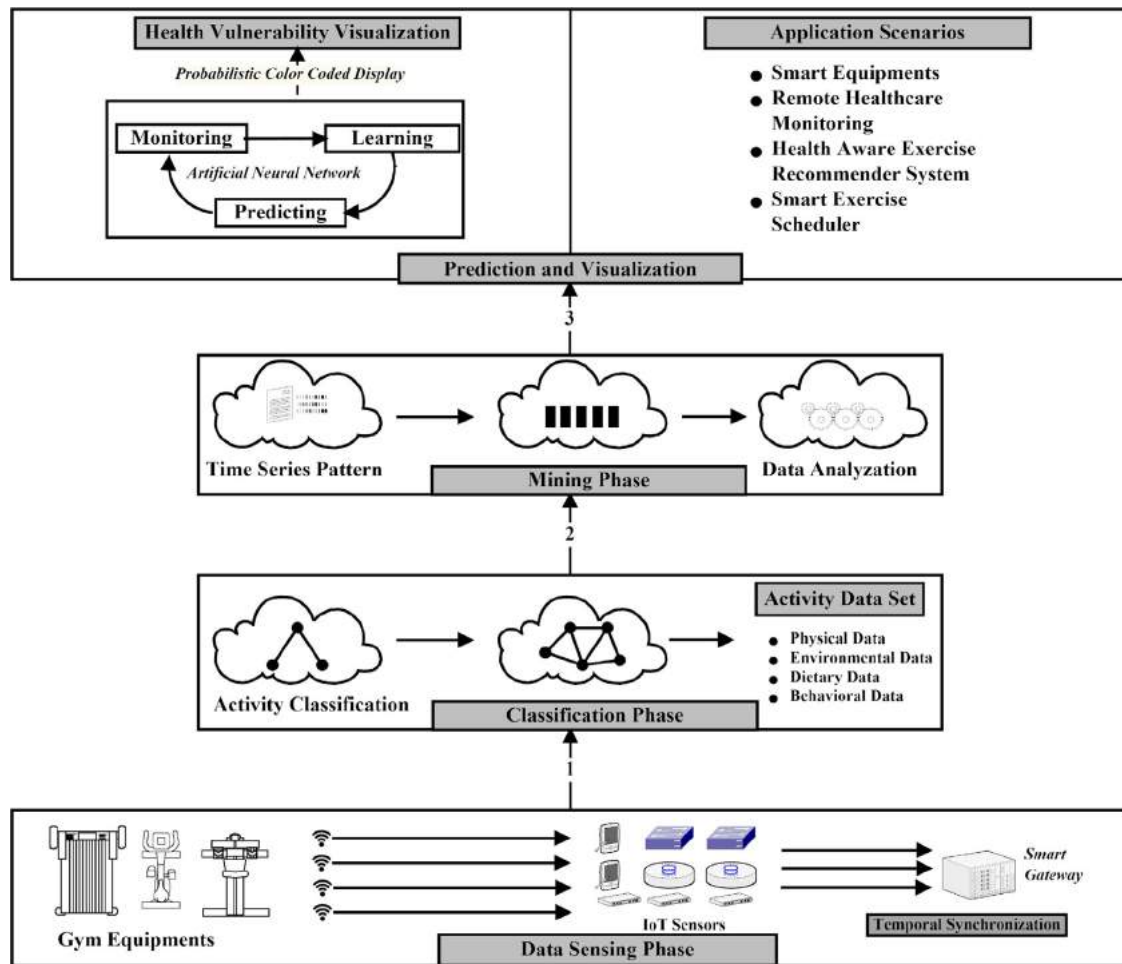 Health Vulnerability Visualization
Probabilistic Color Coded Display
Monitoring
Learning
Artificial Neural Network
Predicting
Application Scenarios
Smart Equipments
Remote Healthcare
Monitoring
Health Aware Exercise
Recommender System
Smart Exercise
Scheduler
Prediction and Visualization
3
Time Series Pattern
Data Analyzation
Mining Phase
2
Activity Classification
Activity Data Set
Physical Data
Environmental Data
Dietary Data
Behavioral Data
Classification Phase
1
Smart
Gateway
Gym Equipments
IoT Sensors
Temporal Synchronization
Data Sensing Phase